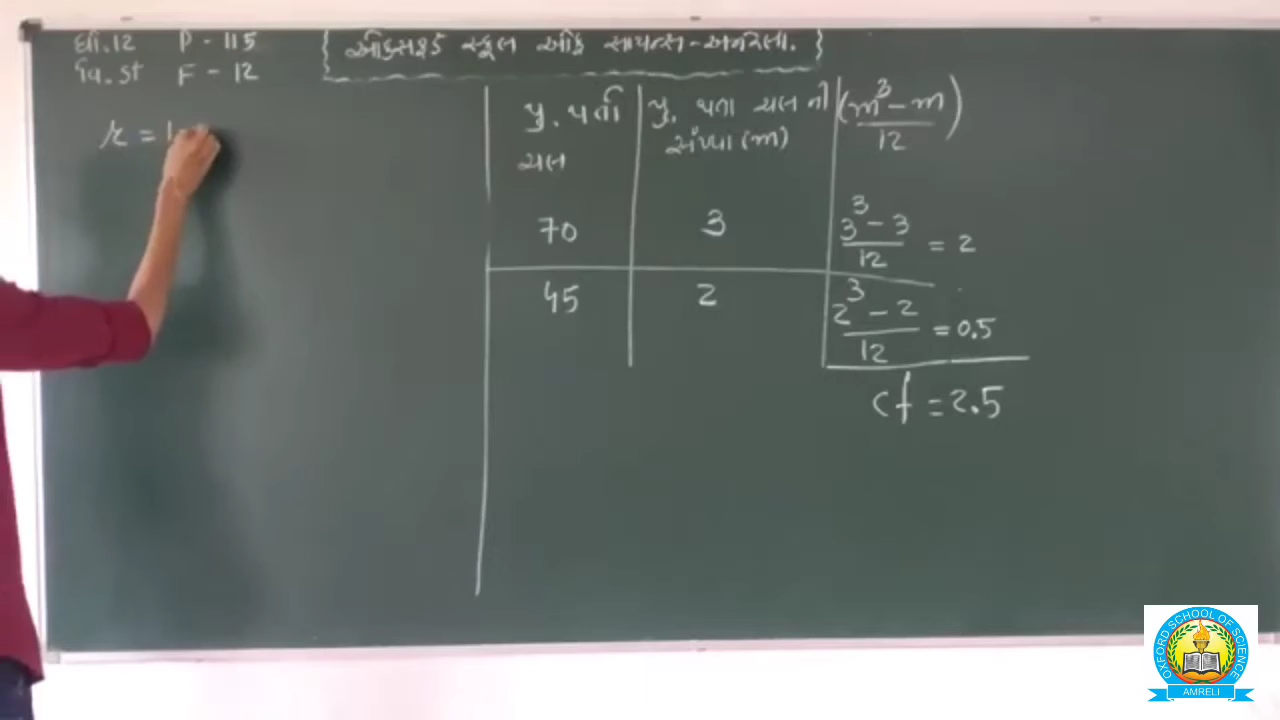 ધો.12 P - 115
વિ.st F - 12
{ ઓક્સફર્ડ સ્કૂલ ઓફ સાયન્સ - અમરેલી. }
r = 1
પુ. પર્તા ચલ
પુ. પતા ચલ ની સંખ્યા (m)
(m³ - m / 12)
70 3 3³ - 3 / 12 = 2
45 2 2³ - 2 / 12 = 0.5
cf = 2.5
OXFORD SCHOOL OF SCIENCE
AMRELI